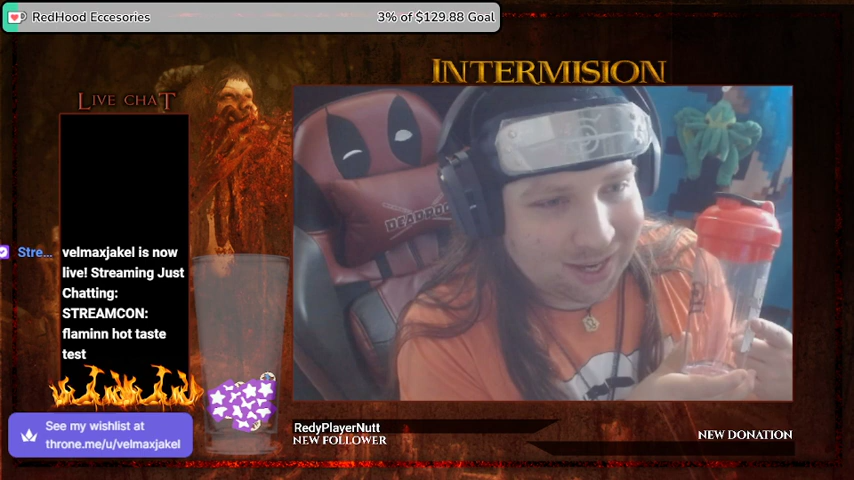 RedHood Eccesories
3% of $129.88 Goal
INTERMISION
LIVE CHAT
Stre...
velmaxjakel is now
live! Streaming Just
Chatting:
STREAMCON:
flaminn hot taste
test
See my wishlist at
throne.me/u/velmaxjakel
RedyPlayerNutt
NEW FOLLOWER
NEW DONATION